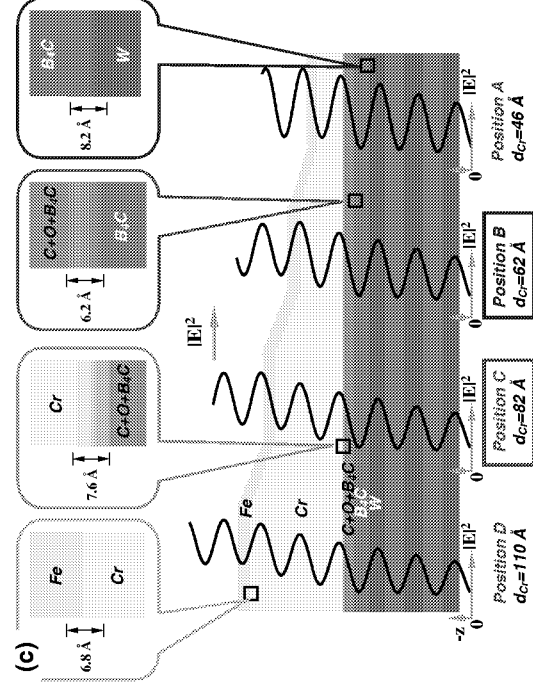 (c)
Fe
Cr
6.8 Å
Cr
C+O+B₄C
7.6 Å
C+O+B₄C
B₄C
6.2 Å
B₄C
W
8.2 Å
|E|²
Fe
Cr
C+O+B₄C
B₄C
W
-z
0
|E|²
0
|E|²
0
|E|²
0
|E|²
Position D
dCr=110 Å
Position C
dCr=82 Å
Position B
dCr=62 Å
Position A
dCr=46 Å